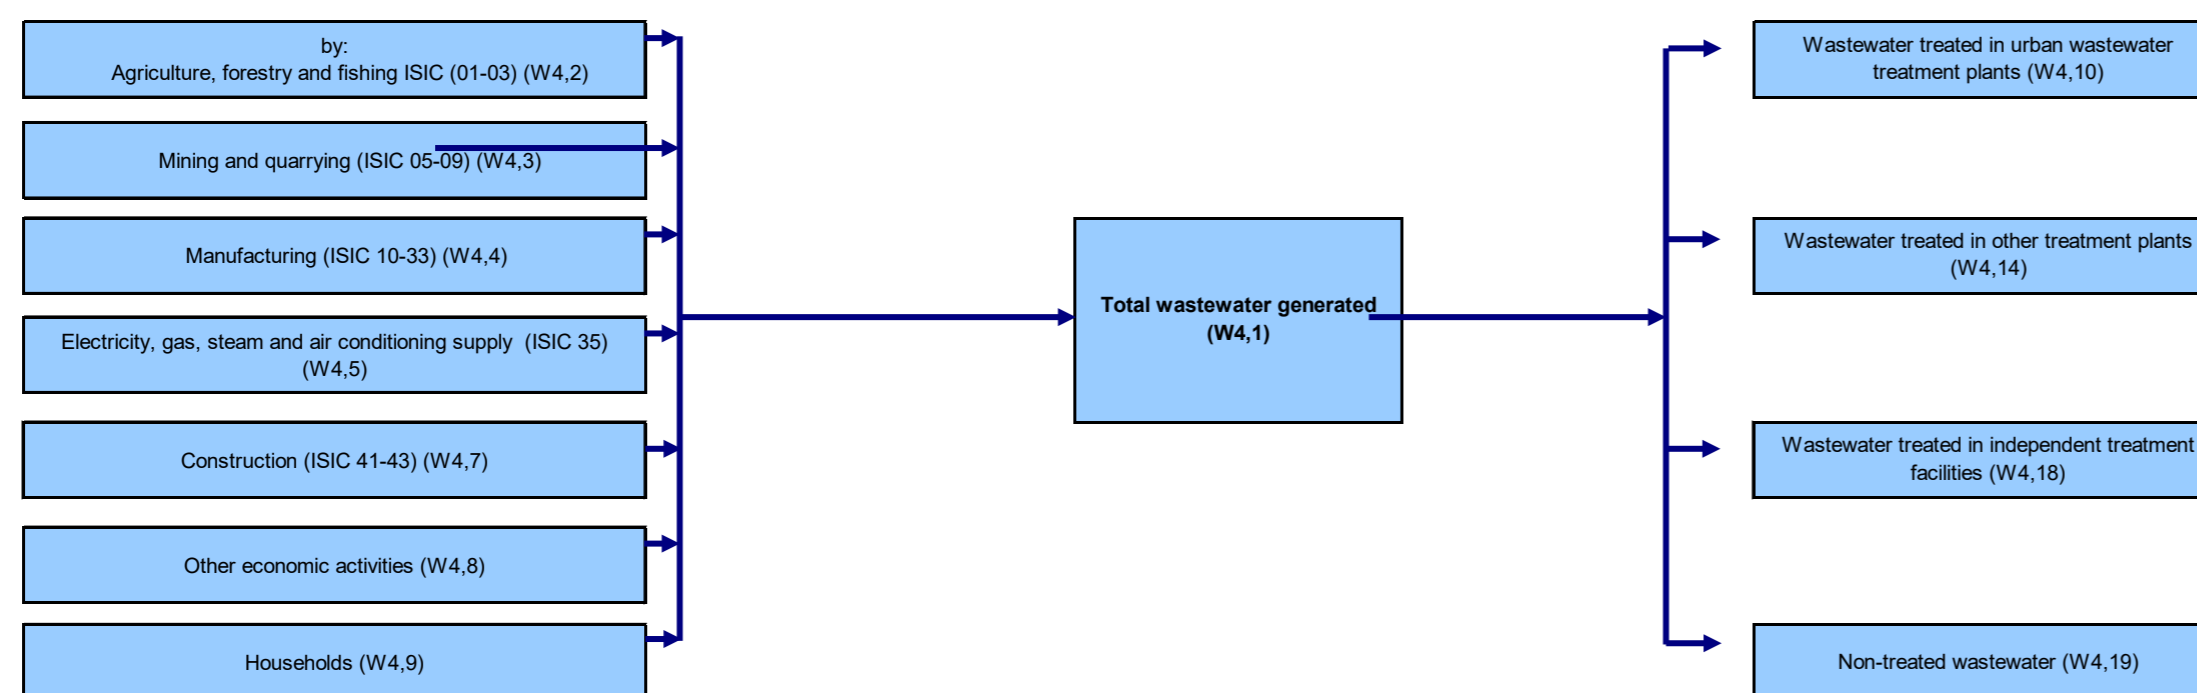 by:
Agriculture, forestry and fishing ISIC (01-03) (W4,2)
Mining and quarrying (ISIC 05-09) (W4,3)
Manufacturing (ISIC 10-33) (W4,4)
Electricity, gas, steam and air conditioning supply (ISIC 35)
(W4,5)
Construction (ISIC 41-43) (W4,7)
Other economic activities (W4,8)
Households (W4,9)
Total wastewater generated
(W4,1)
Wastewater treated in urban wastewater
treatment plants (W4,10)
Wastewater treated in other treatment plants
(W4,14)
Wastewater treated in independent treatment
facilities (W4,18)
Non-treated wastewater (W4,19)